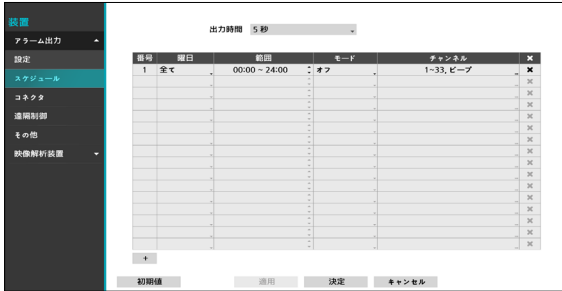 装置
アラーム出力
設定
スケジュール
コネクタ
遠隔制御
その他
映像解析装置
出力時間 5 秒
番号 曜日 範囲 モード チャンネル ×
1 全て 00:00 ~ 24:00 オフ 1~33, ビープ ×
×
×
×
×
×
×
×
×
×
×
×
×
×
×
+
初期値 適用 決定 キャンセル